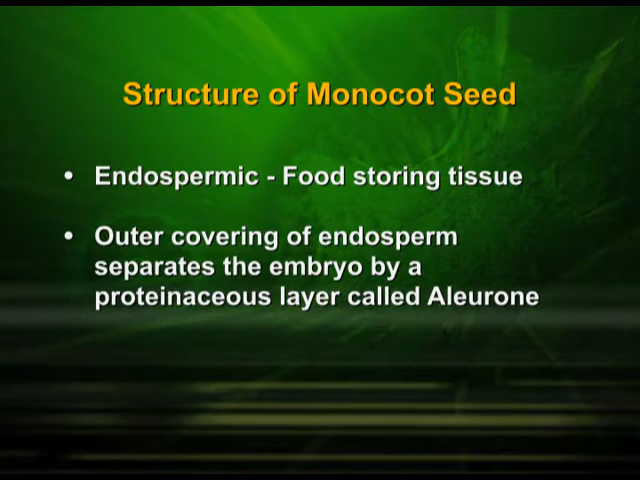 Structure of Monocot Seed
• Endospermic - Food storing tissue
• Outer covering of endosperm
separates the embryo by a
proteinaceous layer called Aleurone